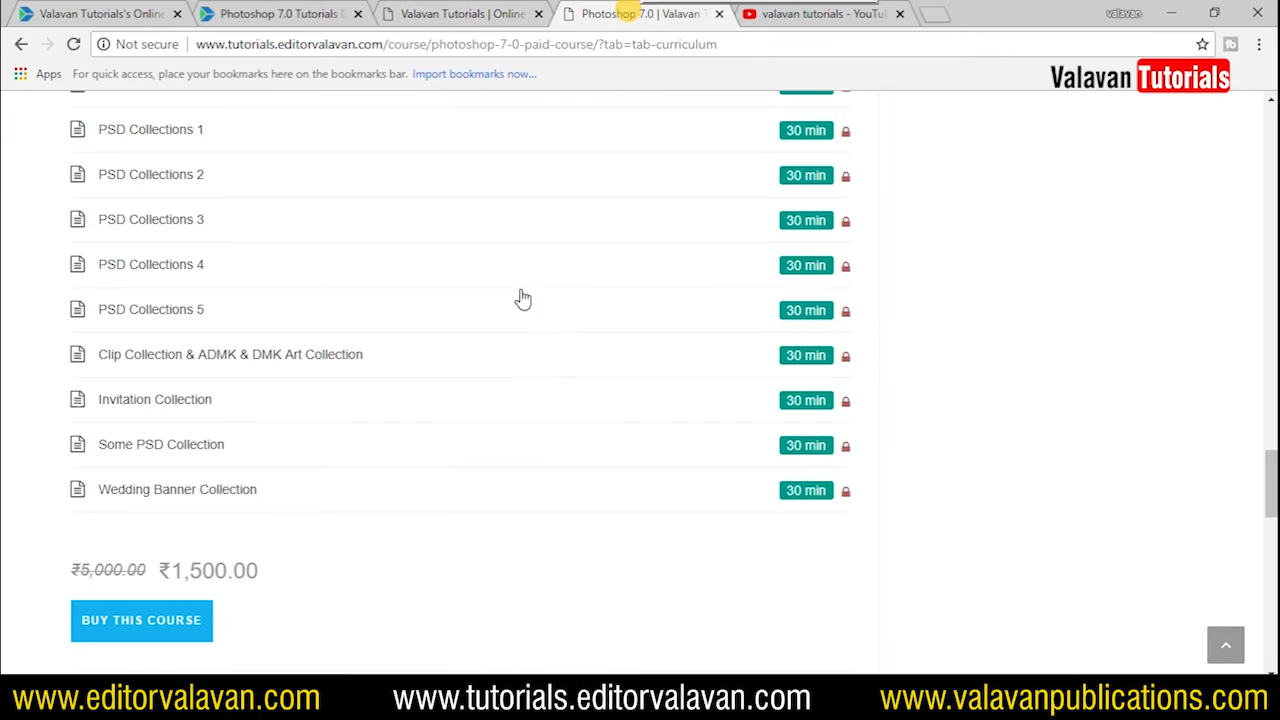 Valavan Tutorials's Online
Photoshop 7.0 Tutorials D
Valavan Tutorials | Online
Photoshop 7.0 | Valavan T
valavan tutorials - YouTu
valavan
Not secure
www.tutorials.editorvalavan.com/course/photoshop-7-0-paid-course/?tab=tab-curriculum
Apps
For quick access, place your bookmarks here on the bookmarks bar. Import bookmarks now...
Valavan Tutorials
PSD Collections 1 30 min
PSD Collections 2 30 min
PSD Collections 3 30 min
PSD Collections 4 30 min
PSD Collections 5 30 min
Clip Collection & ADMK & DMK Art Collection 30 min
Invitation Collection 30 min
Some PSD Collection 30 min
Wedding Banner Collection 30 min
₹5,000.00 ₹1,500.00
BUY THIS COURSE
www.editorvalavan.com www.tutorials.editorvalavan.com www.valavanpublications.com